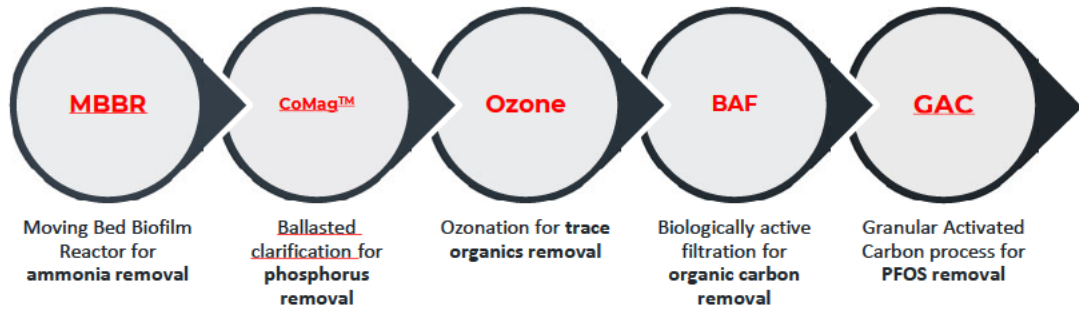 MBBR
CoMag™
Ozone
BAF
GAC
Moving Bed Biofilm
Reactor for
ammonia removal
Ballasted
clarification for
phosphorus
removal
Ozonation for trace
organics removal
Biologically active
filtration for
organic carbon
removal
Granular Activated
Carbon process for
PFOS removal